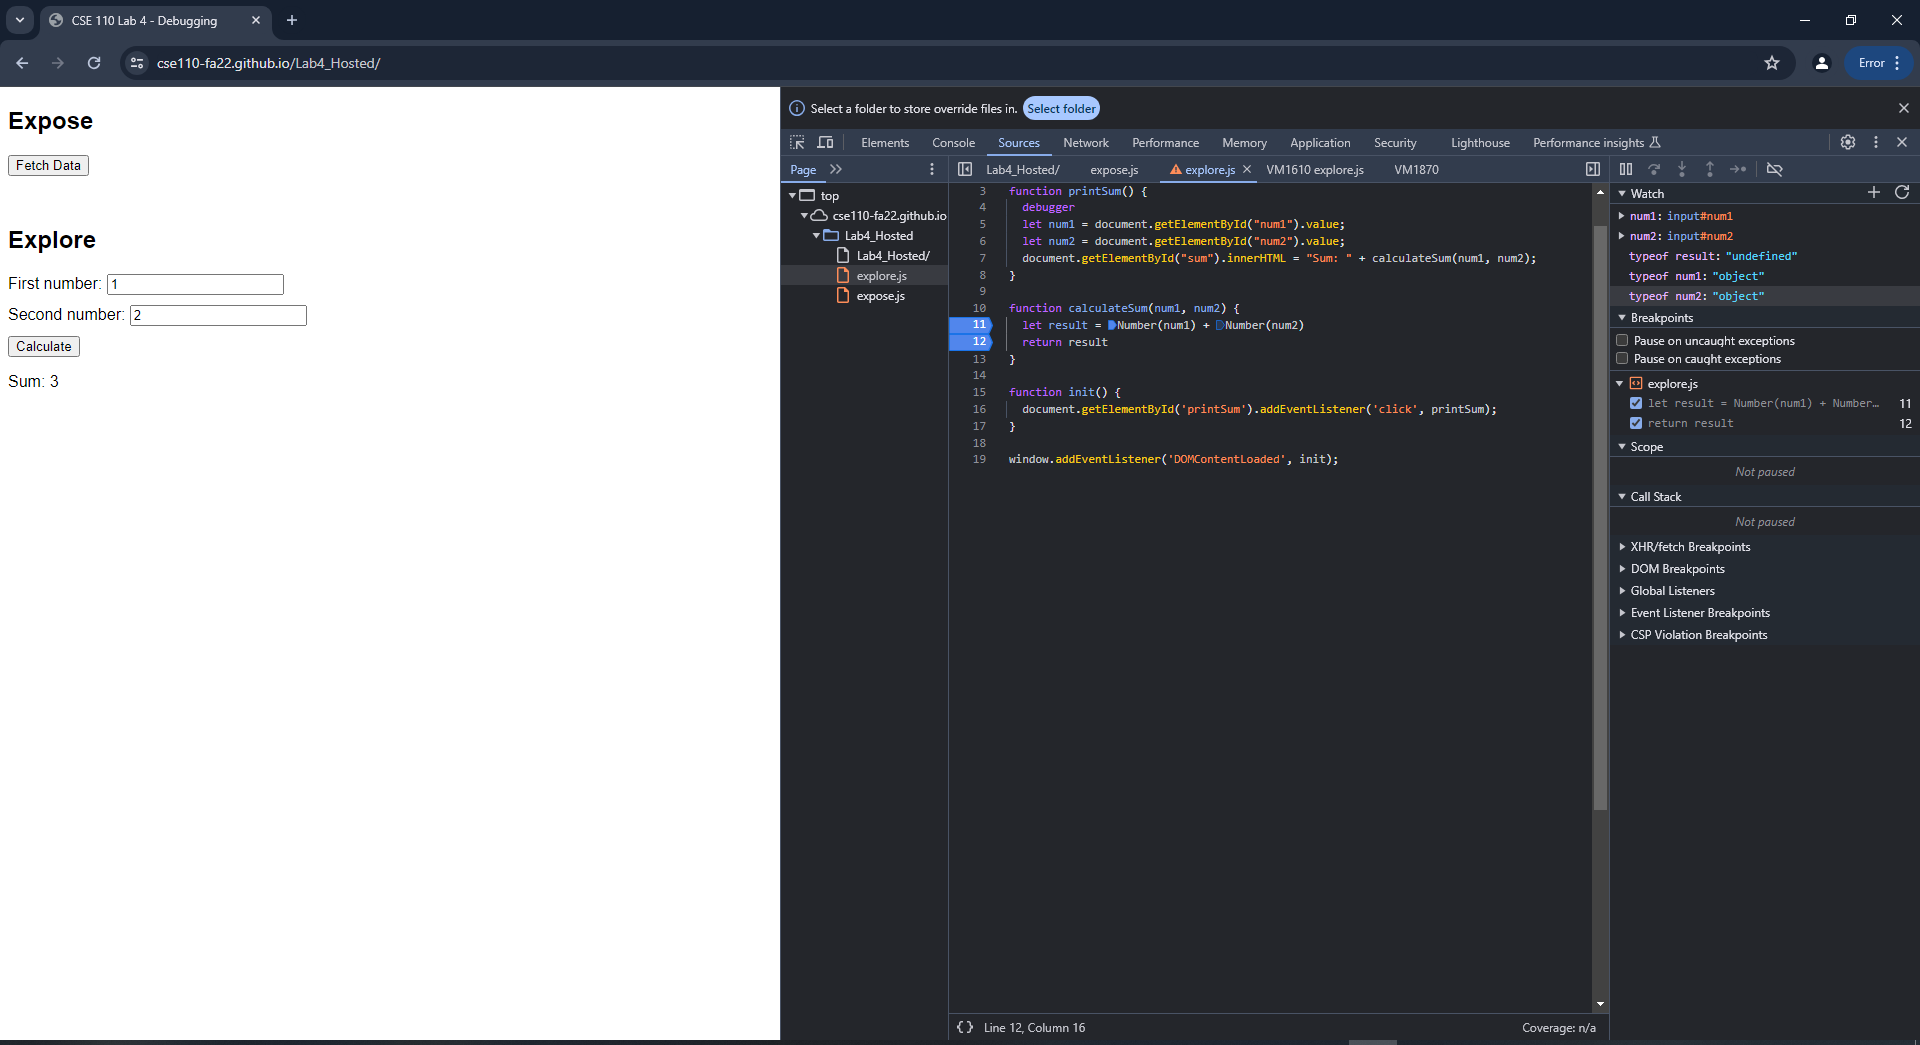 CSE 110 Lab 4 - Debugging
cse110-fa22.github.io/Lab4_Hosted/
Error
Expose
Fetch Data
Explore
First number: 1
Second number: 2
Calculate
Sum: 3
Select a folder to store override files in. Select folder
Elements Console Sources Network Performance Memory Application Security Lighthouse Performance insights
Page
top
cse110-fa22.github.io
Lab4_Hosted
Lab4_Hosted/
explore.js
expose.js
Lab4_Hosted/ expose.js explore.js VM1610 explore.js VM1870
3 function printSum() {
4 debugger
5 let num1 = document.getElementById("num1").value;
6 let num2 = document.getElementById("num2").value;
7 document.getElementById("sum").innerHTML = "Sum: " + calculateSum(num1, num2);
8 }
9
10 function calculateSum(num1, num2) {
11 let result = Number(num1) + Number(num2)
12 return result
13 }
14
15 function init() {
16 document.getElementById('printSum').addEventListener('click', printSum);
17 }
18
19 window.addEventListener('DOMContentLoaded', init);
{} Line 12, Column 16
Coverage: n/a
Watch
num1: input#num1
num2: input#num2
typeof result: "undefined"
typeof num1: "object"
typeof num2: "object"
Breakpoints
Pause on uncaught exceptions
Pause on caught exceptions
explore.js
let result = Number(num1) + Number… 11
return result 12
Scope
Not paused
Call Stack
Not paused
XHR/fetch Breakpoints
DOM Breakpoints
Global Listeners
Event Listener Breakpoints
CSP Violation Breakpoints